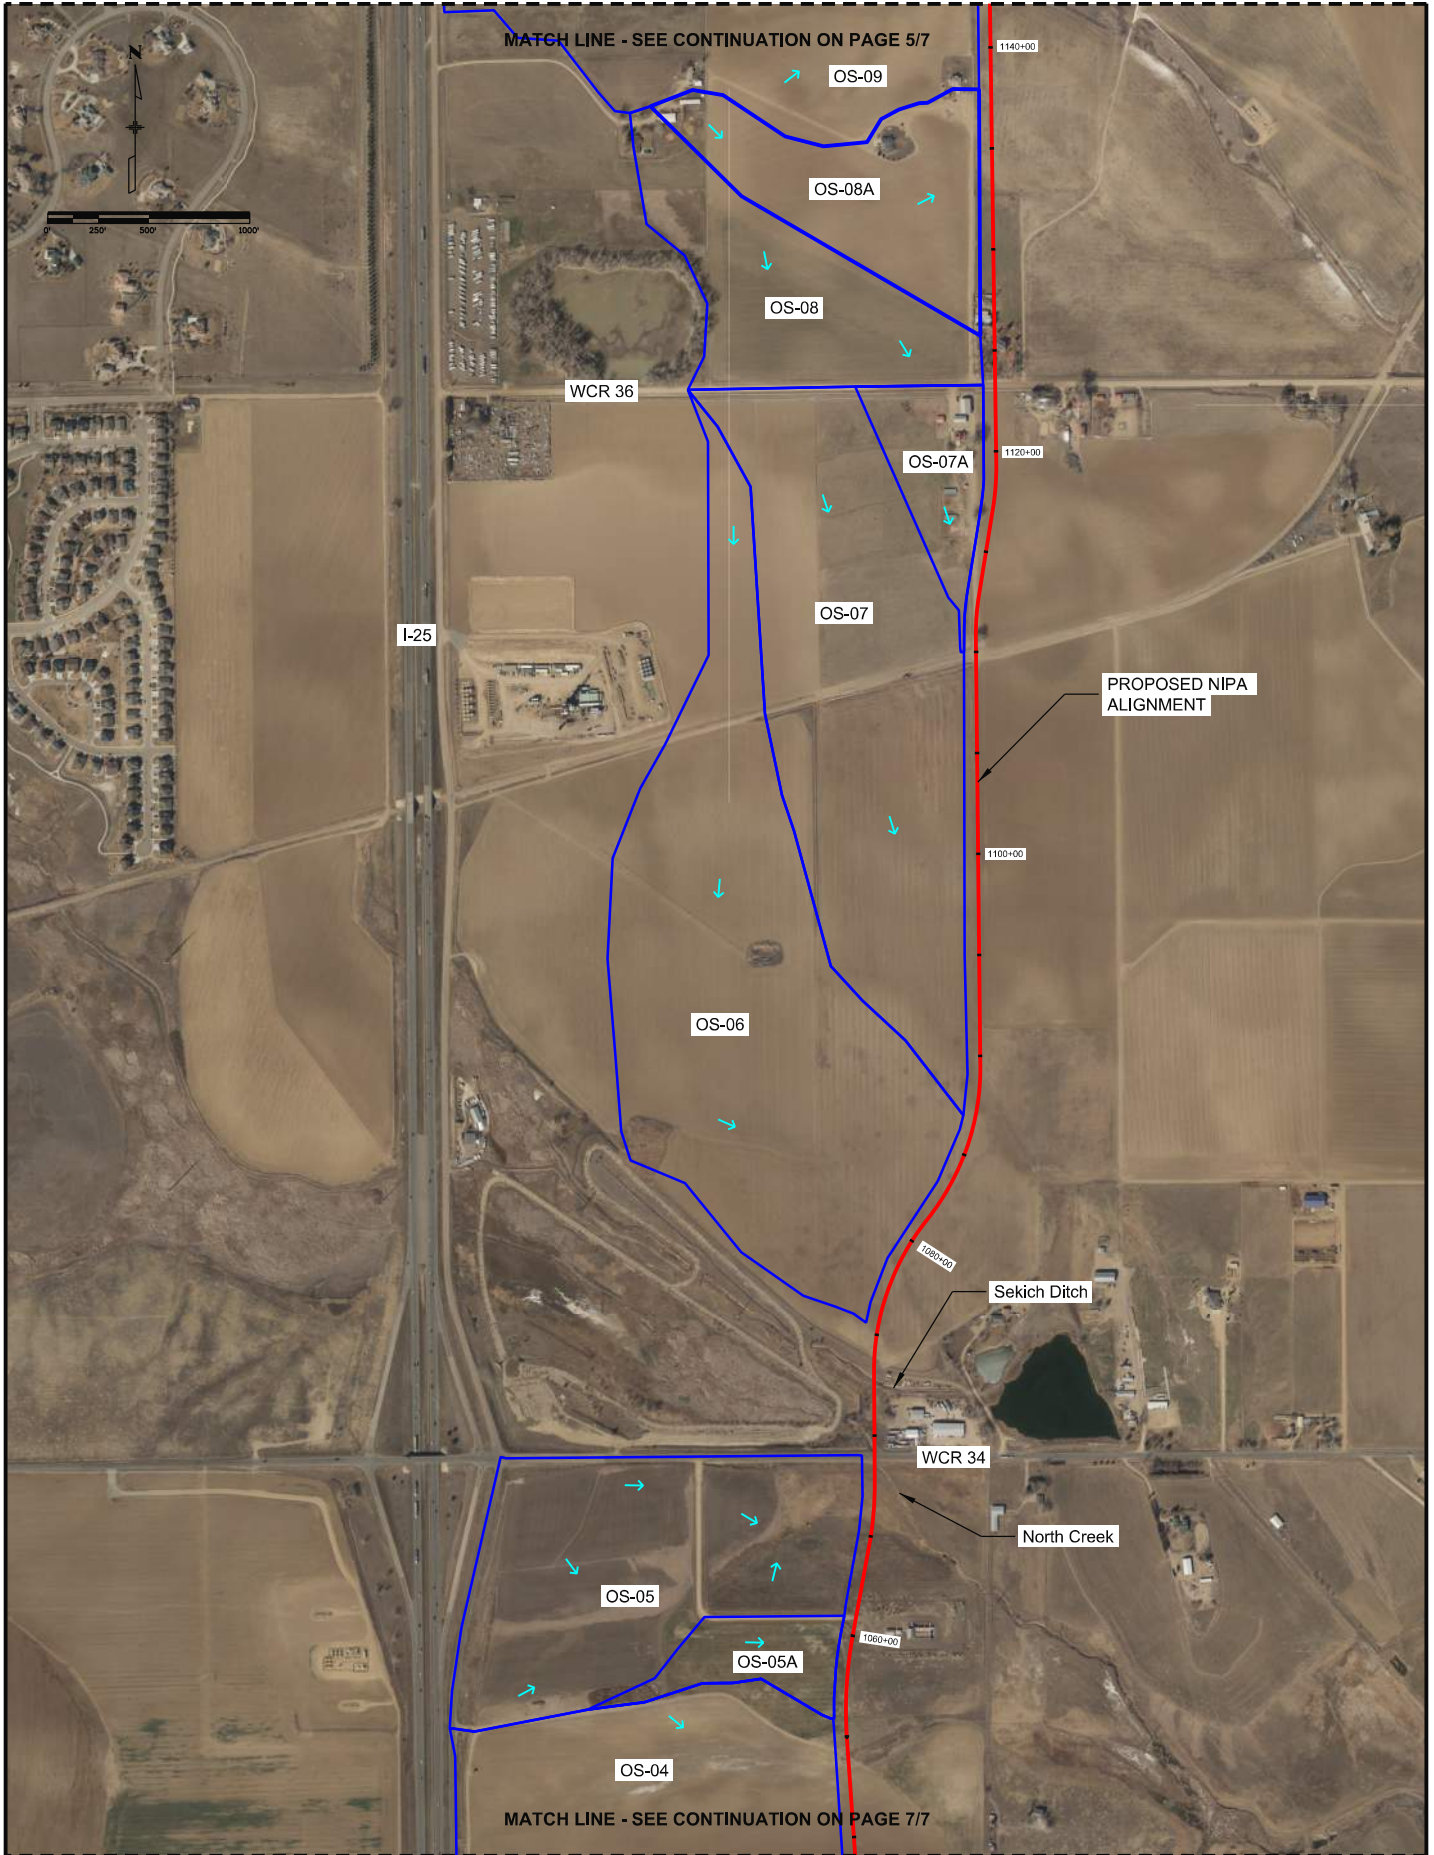 MATCH LINE - SEE CONTINUATION ON PAGE 5/7
1140+00
N
OS-09
OS-08A
0' 250' 500' 1000'
OS-08
WCR 36
OS-07A
1120+00
OS-07
I-25
PROPOSED NIPA
ALIGNMENT
1100+00
OS-06
1080+00
Sekich Ditch
WCR 34
North Creek
OS-05
1060+00
OS-05A
OS-04
MATCH LINE - SEE CONTINUATION ON PAGE 7/7